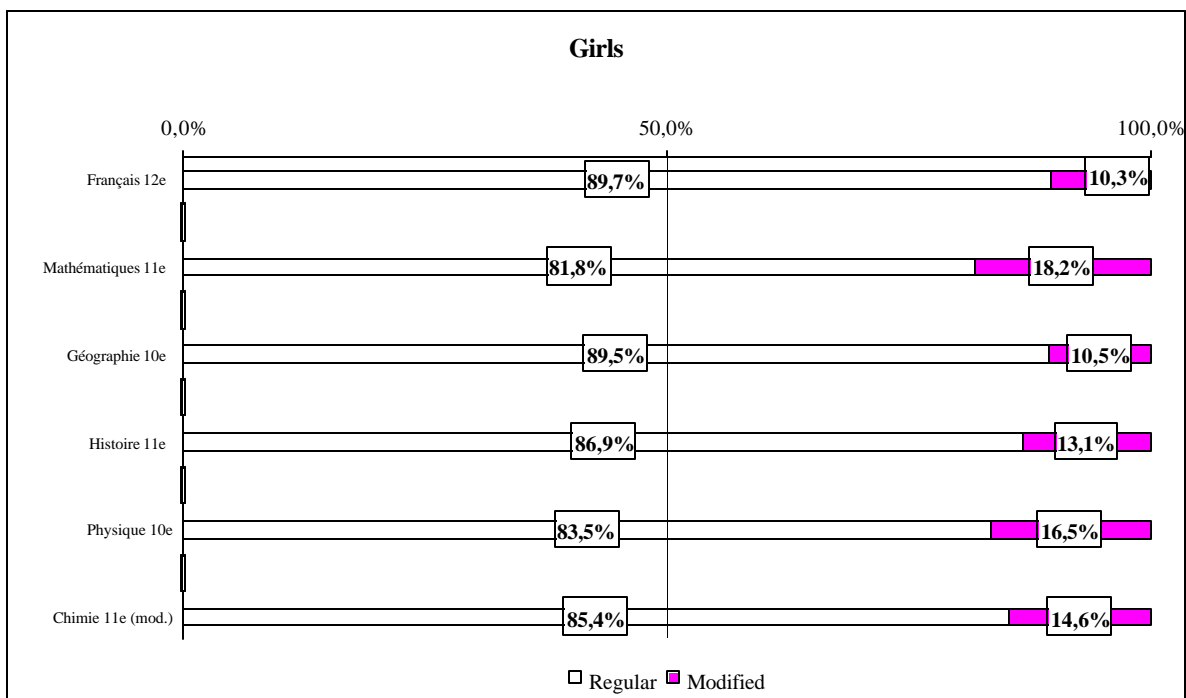 Girls
0,0% 50,0% 100,0%
Français 12e 89,7% 10,3%
Mathématiques 11e 81,8% 18,2%
Géographie 10e 89,5% 10,5%
Histoire 11e 86,9% 13,1%
Physique 10e 83,5% 16,5%
Chimie 11e (mod.) 85,4% 14,6%
Regular Modified